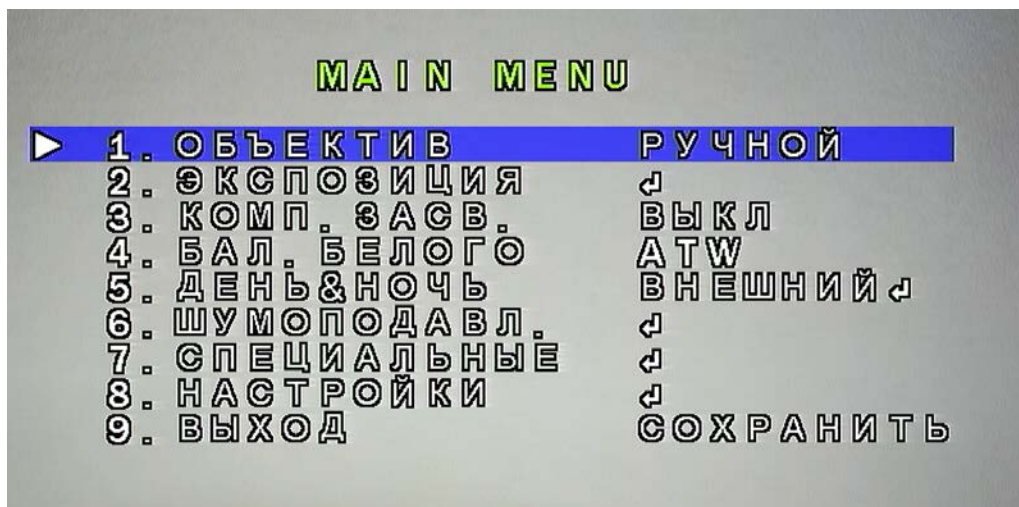 MAIN MENU
1. ОБЪЕКТИВ РУЧНОЙ
2. ЭКСПОЗИЦИЯ ↲
3. КОМП. ЗАСВ. ВЫКЛ
4. БАЛ. БЕЛОГО ATW
5. ДЕНЬ&НОЧЬ ВНЕШНИЙ↲
6. ШУМОПОДАВЛ. ↲
7. СПЕЦИАЛЬНЫЕ ↲
8. НАСТРОЙКИ ↲
9. ВЫХОД СОХРАНИТЬ